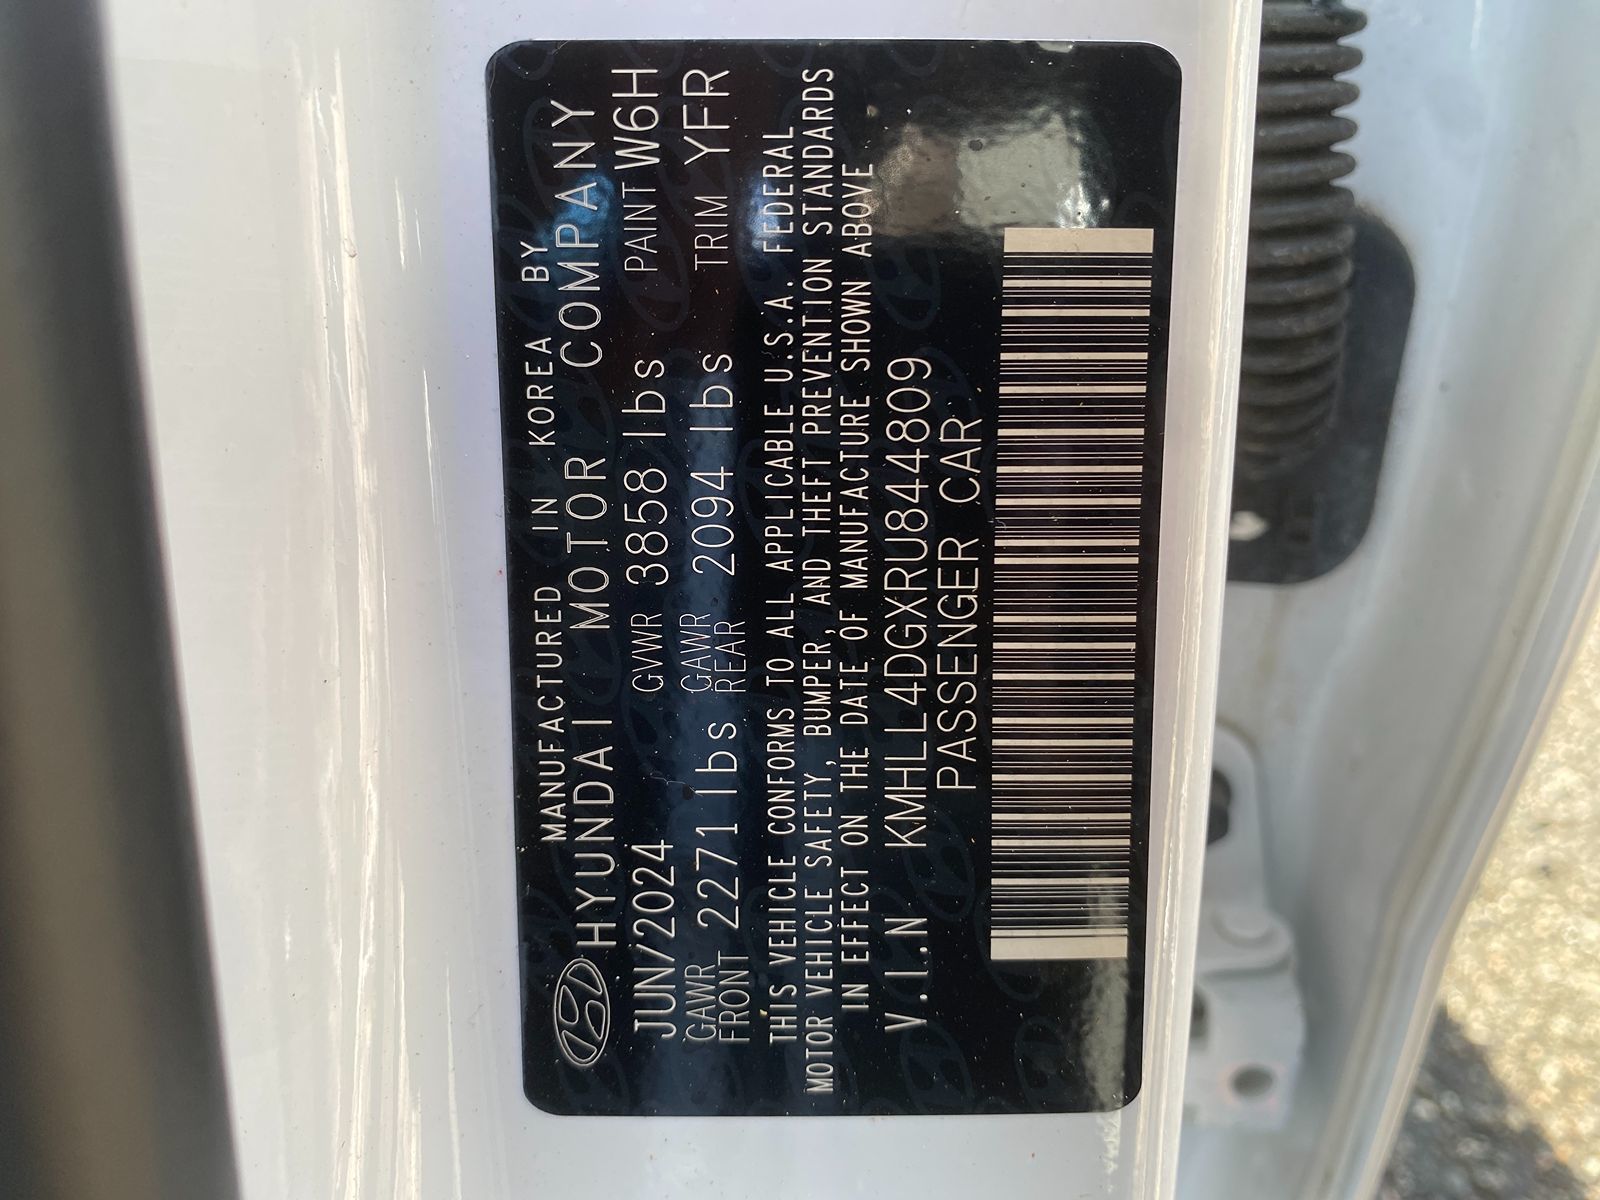 MANUFACTURED IN KOREA BY
HYUNDAI MOTOR COMPANY
JUN/2024 GVWR 3858 lbs PAINT W6H
GAWR FRONT 2271 lbs GAWR REAR 2094 lbs TRIM YFR
THIS VEHICLE CONFORMS TO ALL APPLICABLE U.S.A. FEDERAL
MOTOR VEHICLE SAFETY, BUMPER, AND THEFT PREVENTION STANDARDS
IN EFFECT ON THE DATE OF MANUFACTURE SHOWN ABOVE
V.I.N KMHLL4DGXRU844809
PASSENGER CAR